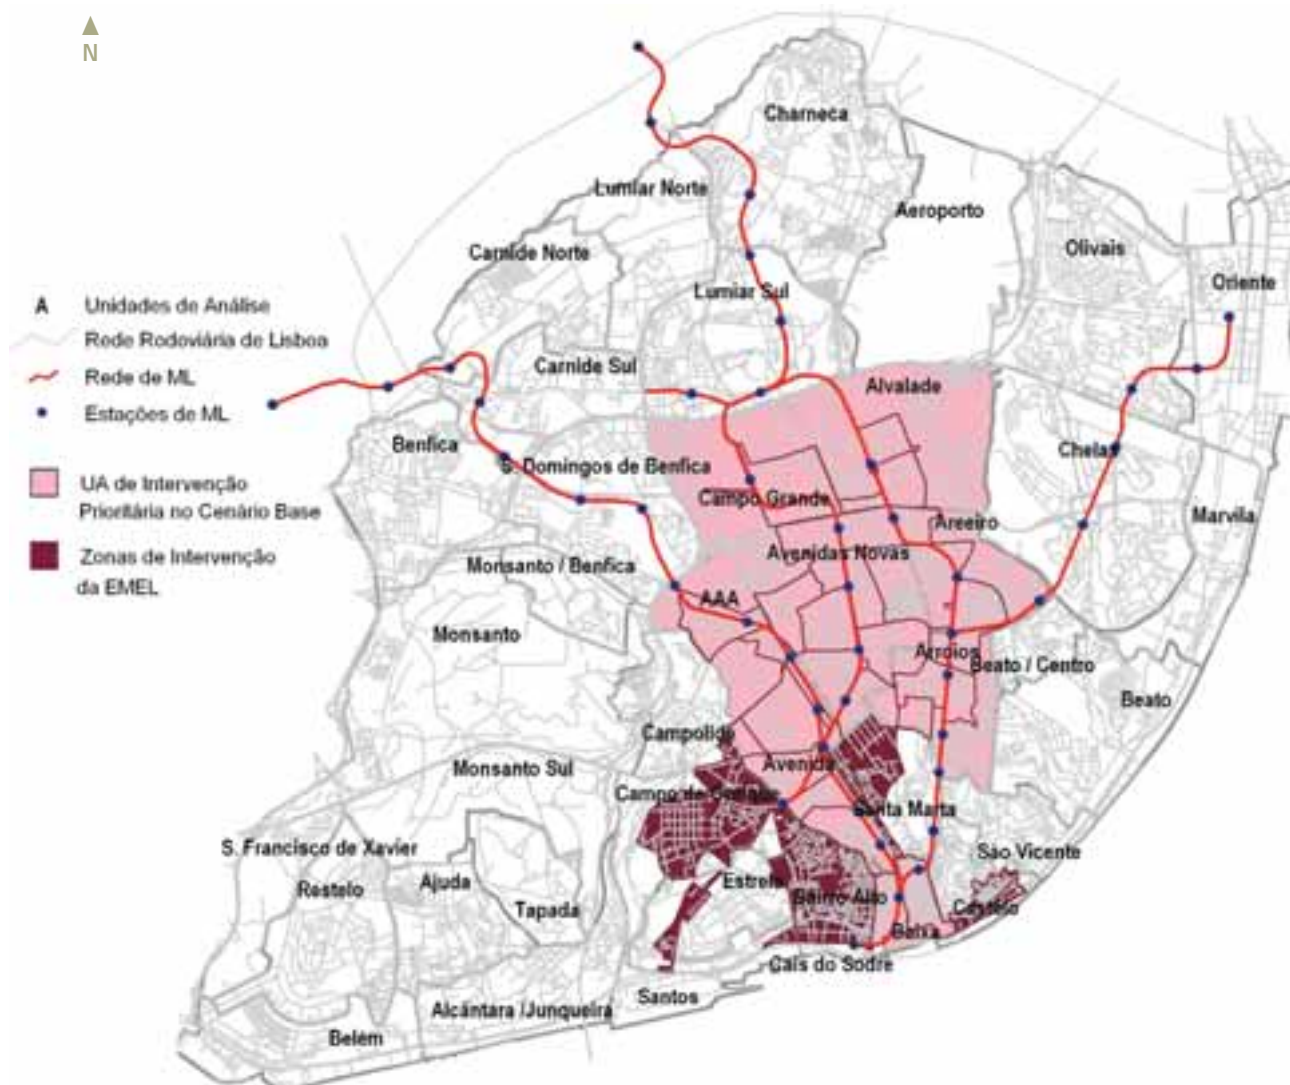 N
Charneca
Lumiar Norte
Aeroporto
Carnide Norte
Olivais
Lumiar Sul
Oriente
A Unidades de Análise
Rede Rodoviária de Lisboa
Rede de ML
Estações de ML
UA de Intervenção
Prioritária no Cenário Base
Zonas de Intervenção
da EMEL
Carnide Sul
Alvalade
Benfica
S. Domingos de Benfica
Chelas
Campo Grande
Marvila
Areeiro
Avenidas Novas
Monsanto / Benfica
AAA
Monsanto
Arroios
Beato / Centro
Beato
Campolide
Avenida
Monsanto Sul
Campo de Ourique
Santa Marta
S. Francisco de Xavier
São Vicente
Restelo
Ajuda
Estrela
Tapada
Bairro Alto
Castelo
Baixa
Cais do Sodré
Santos
Alcântara /Junqueira
Belém